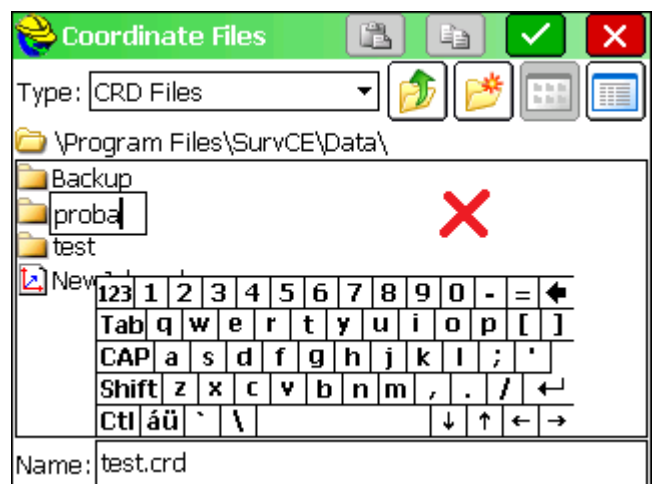 Coordinate Files
Type: CRD Files
\Program Files\SurvCE\Data\
Backup
proba
test
New
123 1 2 3 4 5 6 7 8 9 0 - =
Tab q w e r t y u i o p [ ]
CAP a s d f g h j k l ; '
Shift z x c v b n m , . /
Ctl áü ` \ ↓ ↑ ← →
Name: test.crd